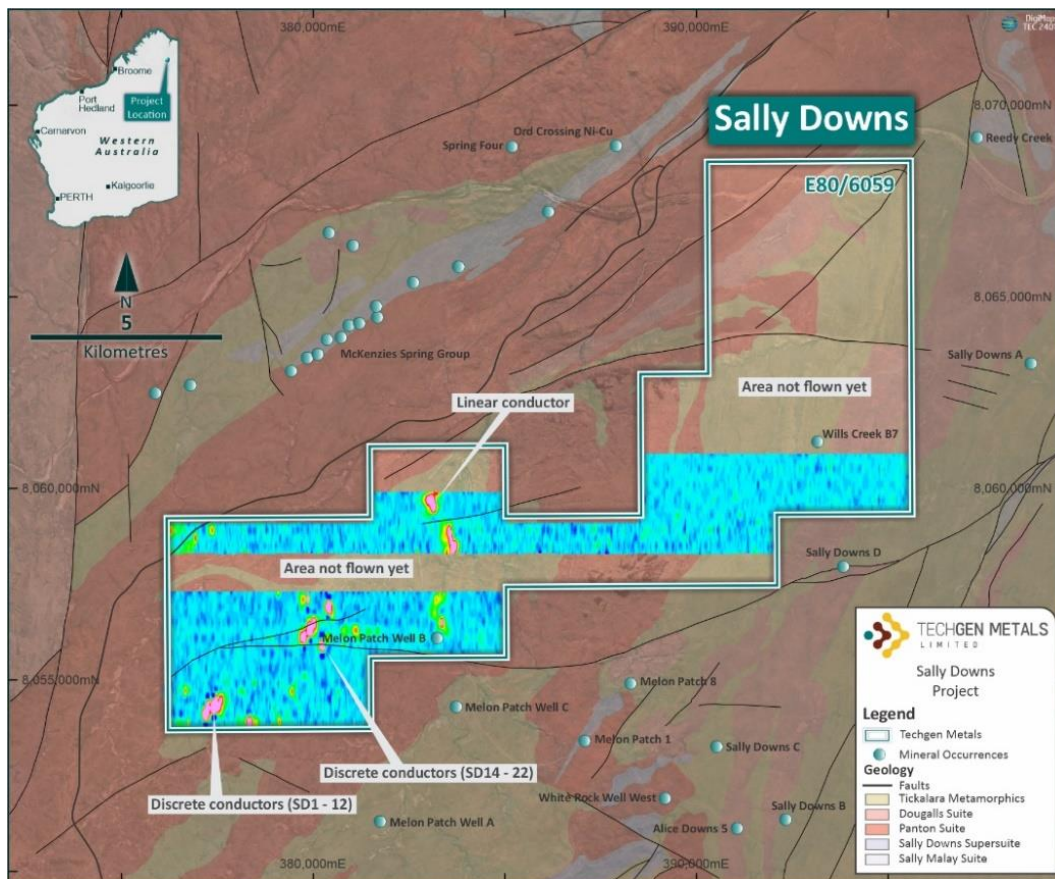 380,000mE
390,000mE
DigiMaps
Broome
Port
Hedland
Project
Location
Carnarvon
Western
Australia
Kalgoorlie
PERTH
Sally Downs
E80/6059
8,070,000mN
Ord Crossing Ni-Cu
Spring Four
Reedy Creek
N
5
Kilometres
8,065,000mN
McKenzies Spring Group
Sally Downs A
Linear conductor
Area not flown yet
Wills Creek B7
8,060,000mN
8,060,000mN
Area not flown yet
Sally Downs D
Melon Patch Well B
8,055,000mN
Melon Patch 8
Melon Patch Well C
Melon Patch 1
Sally Downs C
Discrete conductors (SD14 - 22)
Discrete conductors (SD1 - 12)
White Rock Well West
Sally Downs B
Melon Patch Well A
Alice Downs 5
380,000mE
390,000mE
TECHGEN METALS
LIMITED
Sally Downs
Project
Legend
Techgen Metals
Mineral Occurrences
Geology
Faults
Tickalara Metamorphics
Dougalls Suite
Panton Suite
Sally Downs Supersuite
Sally Malay Suite